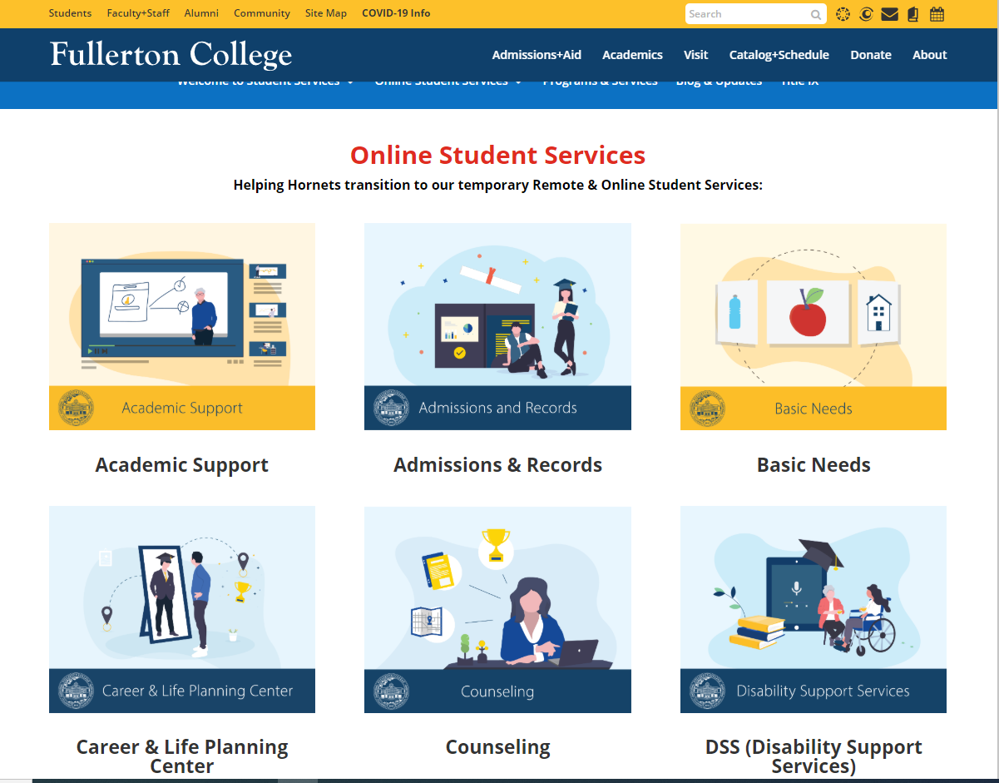 Students Faculty+Staff Alumni Community Site Map COVID-19 Info Search
Fullerton College Admissions+Aid Academics Visit Catalog+Schedule Donate About
Welcome to Student Services Online Student Services Programs & Services Blog & Updates Title IX
Online Student Services
Helping Hornets transition to our temporary Remote & Online Student Services:
Academic Support Admissions and Records Basic Needs
Academic Support Admissions & Records Basic Needs
Career & Life Planning Center Counseling Disability Support Services
Career & Life Planning Counseling DSS (Disability Support
Center Services)